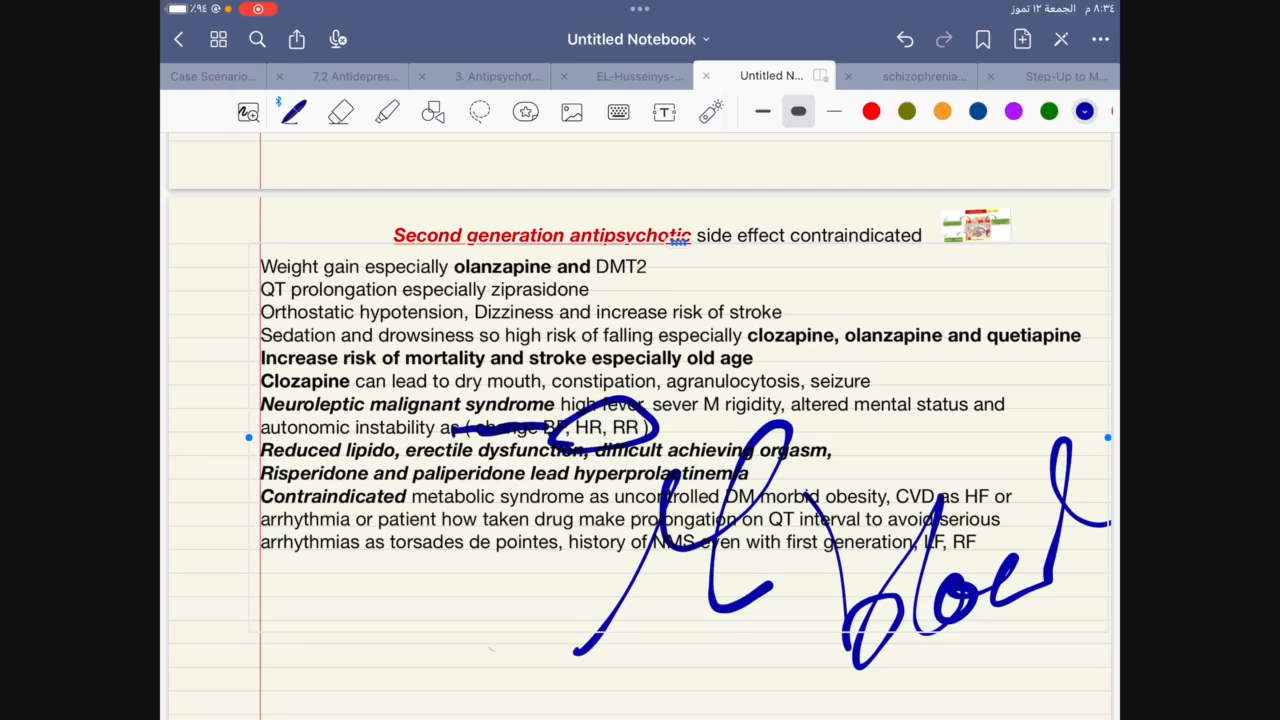 ٪٩٤
٨:٣٤ م الجمعة ١٢ تموز
Untitled Notebook
Case Scenario...
7,2 Antidepres...
3. Antipsychot...
EL-Husseinys-...
Untitled N...
schizophrenia...
Step-Up to M...
Second generation antipsychotic side effect contraindicated
Weight gain especially olanzapine and DMT2
QT prolongation especially ziprasidone
Orthostatic hypotension, Dizziness and increase risk of stroke
Sedation and drowsiness so high risk of falling especially clozapine, olanzapine and quetiapine
Increase risk of mortality and stroke especially old age
Clozapine can lead to dry mouth, constipation, agranulocytosis, seizure
Neuroleptic malignant syndrome high fever, sever M rigidity, altered mental status and
autonomic instability as ( change BP, HR, RR )
Reduced lipido, erectile dysfunction, difficult achieving orgasm,
Risperidone and paliperidone lead hyperprolactinemia
Contraindicated metabolic syndrome as uncontrolled DM morbid obesity, CVD as HF or
arrhythmia or patient how taken drug make prolongation on QT interval to avoid serious
arrhythmias as torsades de pointes, history of NMS even with first generation, LF, RF